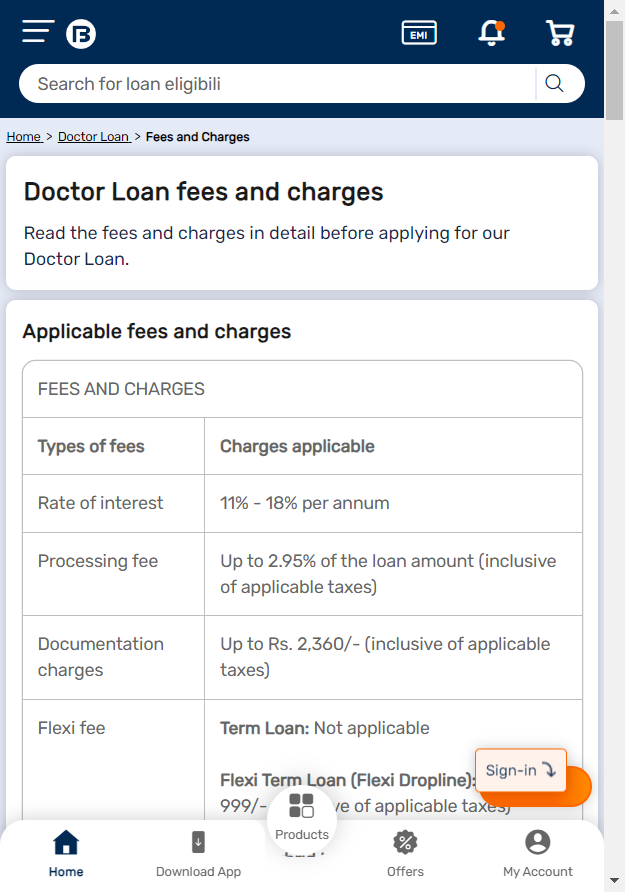 EMI
Search for loan eligibili
Home > Doctor Loan > Fees and Charges
Doctor Loan fees and charges
Read the fees and charges in detail before applying for our
Doctor Loan.
Applicable fees and charges
FEES AND CHARGES
Types of fees
Charges applicable
Rate of interest
11% - 18% per annum
Processing fee
Up to 2.95% of the loan amount (inclusive
of applicable taxes)
Documentation
charges
Up to Rs. 2,360/- (inclusive of applicable
taxes)
Flexi fee
Term Loan: Not applicable
Flexi Term Loan (Flexi Dropline):
999/- ve of applicable taxes)
Sign-in
Home
Download App
Products
Offers
My Account